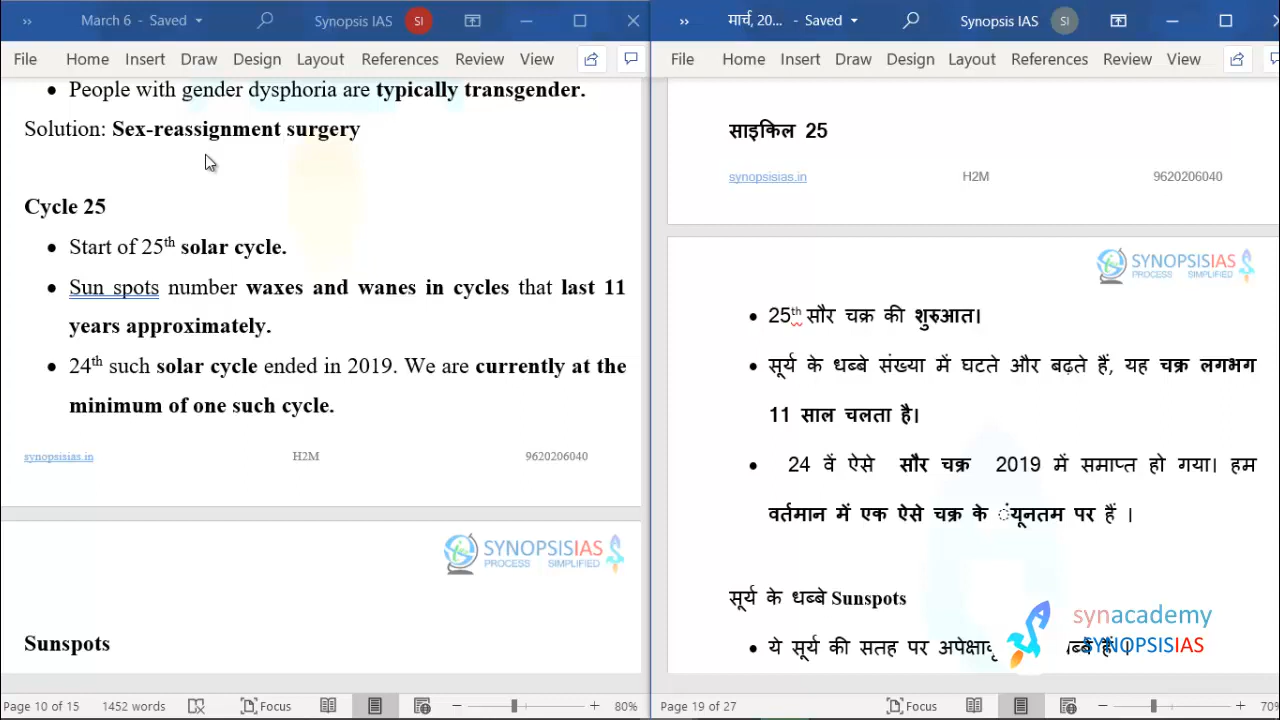 March 6 - Saved
Synopsis IAS
SI
File Home Insert Draw Design Layout References Review View
People with gender dysphoria are typically transgender.
Solution: Sex-reassignment surgery
Cycle 25
Start of 25th solar cycle.
Sun spots number waxes and wanes in cycles that last 11
years approximately.
24th such solar cycle ended in 2019. We are currently at the
minimum of one such cycle.
synopsisias.in H2M 9620206040
SYNOPSISIAS
PROCESS SIMPLIFIED
Sunspots
Page 10 of 15 1452 words Focus 80%
मार्च, 20... - Saved
Synopsis IAS
SI
File Home Insert Draw Design Layout References Review View
साइकिल 25
synopsisias.in H2M 9620206040
SYNOPSISIAS
PROCESS SIMPLIFIED
25th सौर चक्र की शुरुआत।
सूर्य के धब्बे संख्या में घटते और बढ़ते हैं, यह चक्र लगभग
11 साल चलता है।
24 वें ऐसे सौर चक्र 2019 में समाप्त हो गया। हम
वर्तमान में एक ऐसे चक्र के ंयूनतम पर हैं ।
सूर्य के धब्बे Sunspots
ये सूर्य की सतह पर
synacademy
SYNOPSISIAS
Page 19 of 27 Focus 70%